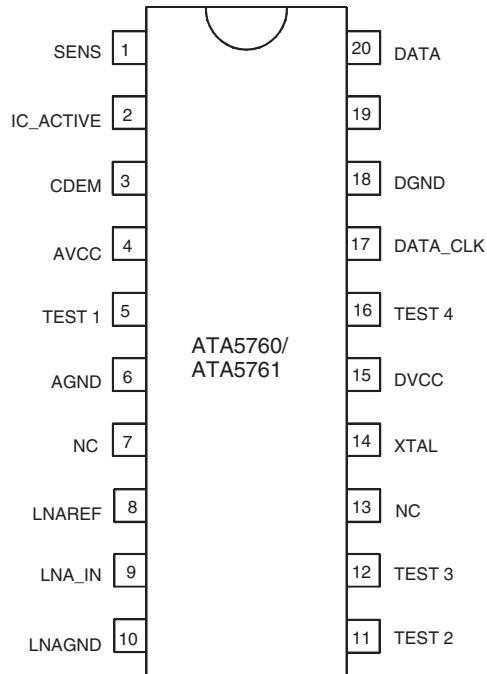 SENS 1 20 DATA
IC_ACTIVE 2 19
CDEM 3 18 DGND
AVCC 4 17 DATA_CLK
TEST 1 5 16 TEST 4
ATA5760/
ATA5761
AGND 6 15 DVCC
NC 7 14 XTAL
LNAREF 8 13 NC
LNA_IN 9 12 TEST 3
LNAGND 10 11 TEST 2